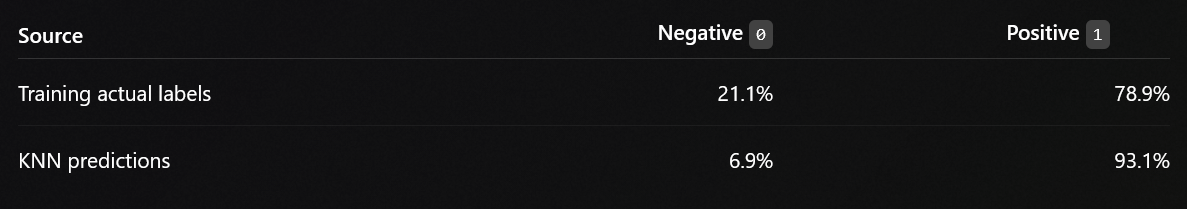 Source Negative 0 Positive 1
Training actual labels 21.1% 78.9%
KNN predictions 6.9% 93.1%